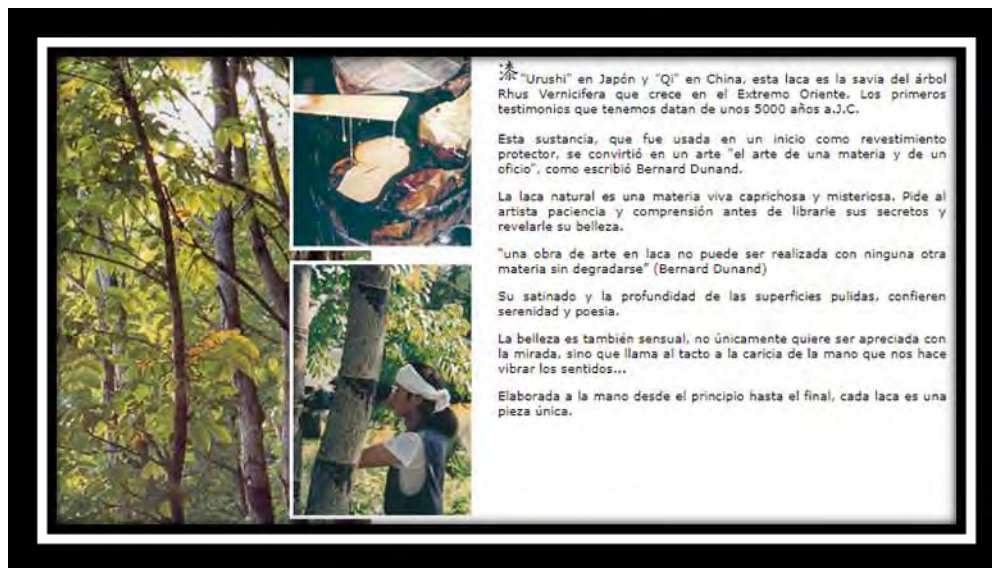 漆 "Urushi" en Japón y "Qi" en China, esta laca es la savia del árbol
Rhus Vernicifera que crece en el Extremo Oriente. Los primeros
testimonios que tenemos datan de unos 5000 años a.J.C.
Esta sustancia, que fue usada en un inicio como revestimiento
protector, se convirtió en un arte "el arte de una materia y de un
oficio", como escribió Bernard Dunand.
La laca natural es una materia viva caprichosa y misteriosa. Pide al
artista paciencia y comprensión antes de librarle sus secretos y
revelarle su belleza.
"una obra de arte en laca no puede ser realizada con ninguna otra
materia sin degradarse" (Bernard Dunand)
Su satinado y la profundidad de las superficies pulidas, confieren
serenidad y poesia.
La belleza es también sensual, no únicamente quiere ser apreciada con
la mirada, sino que llama al tacto a la caricia de la mano que nos hace
vibrar los sentidos...
Elaborada a la mano desde el principio hasta el final, cada laca es una
pieza única.